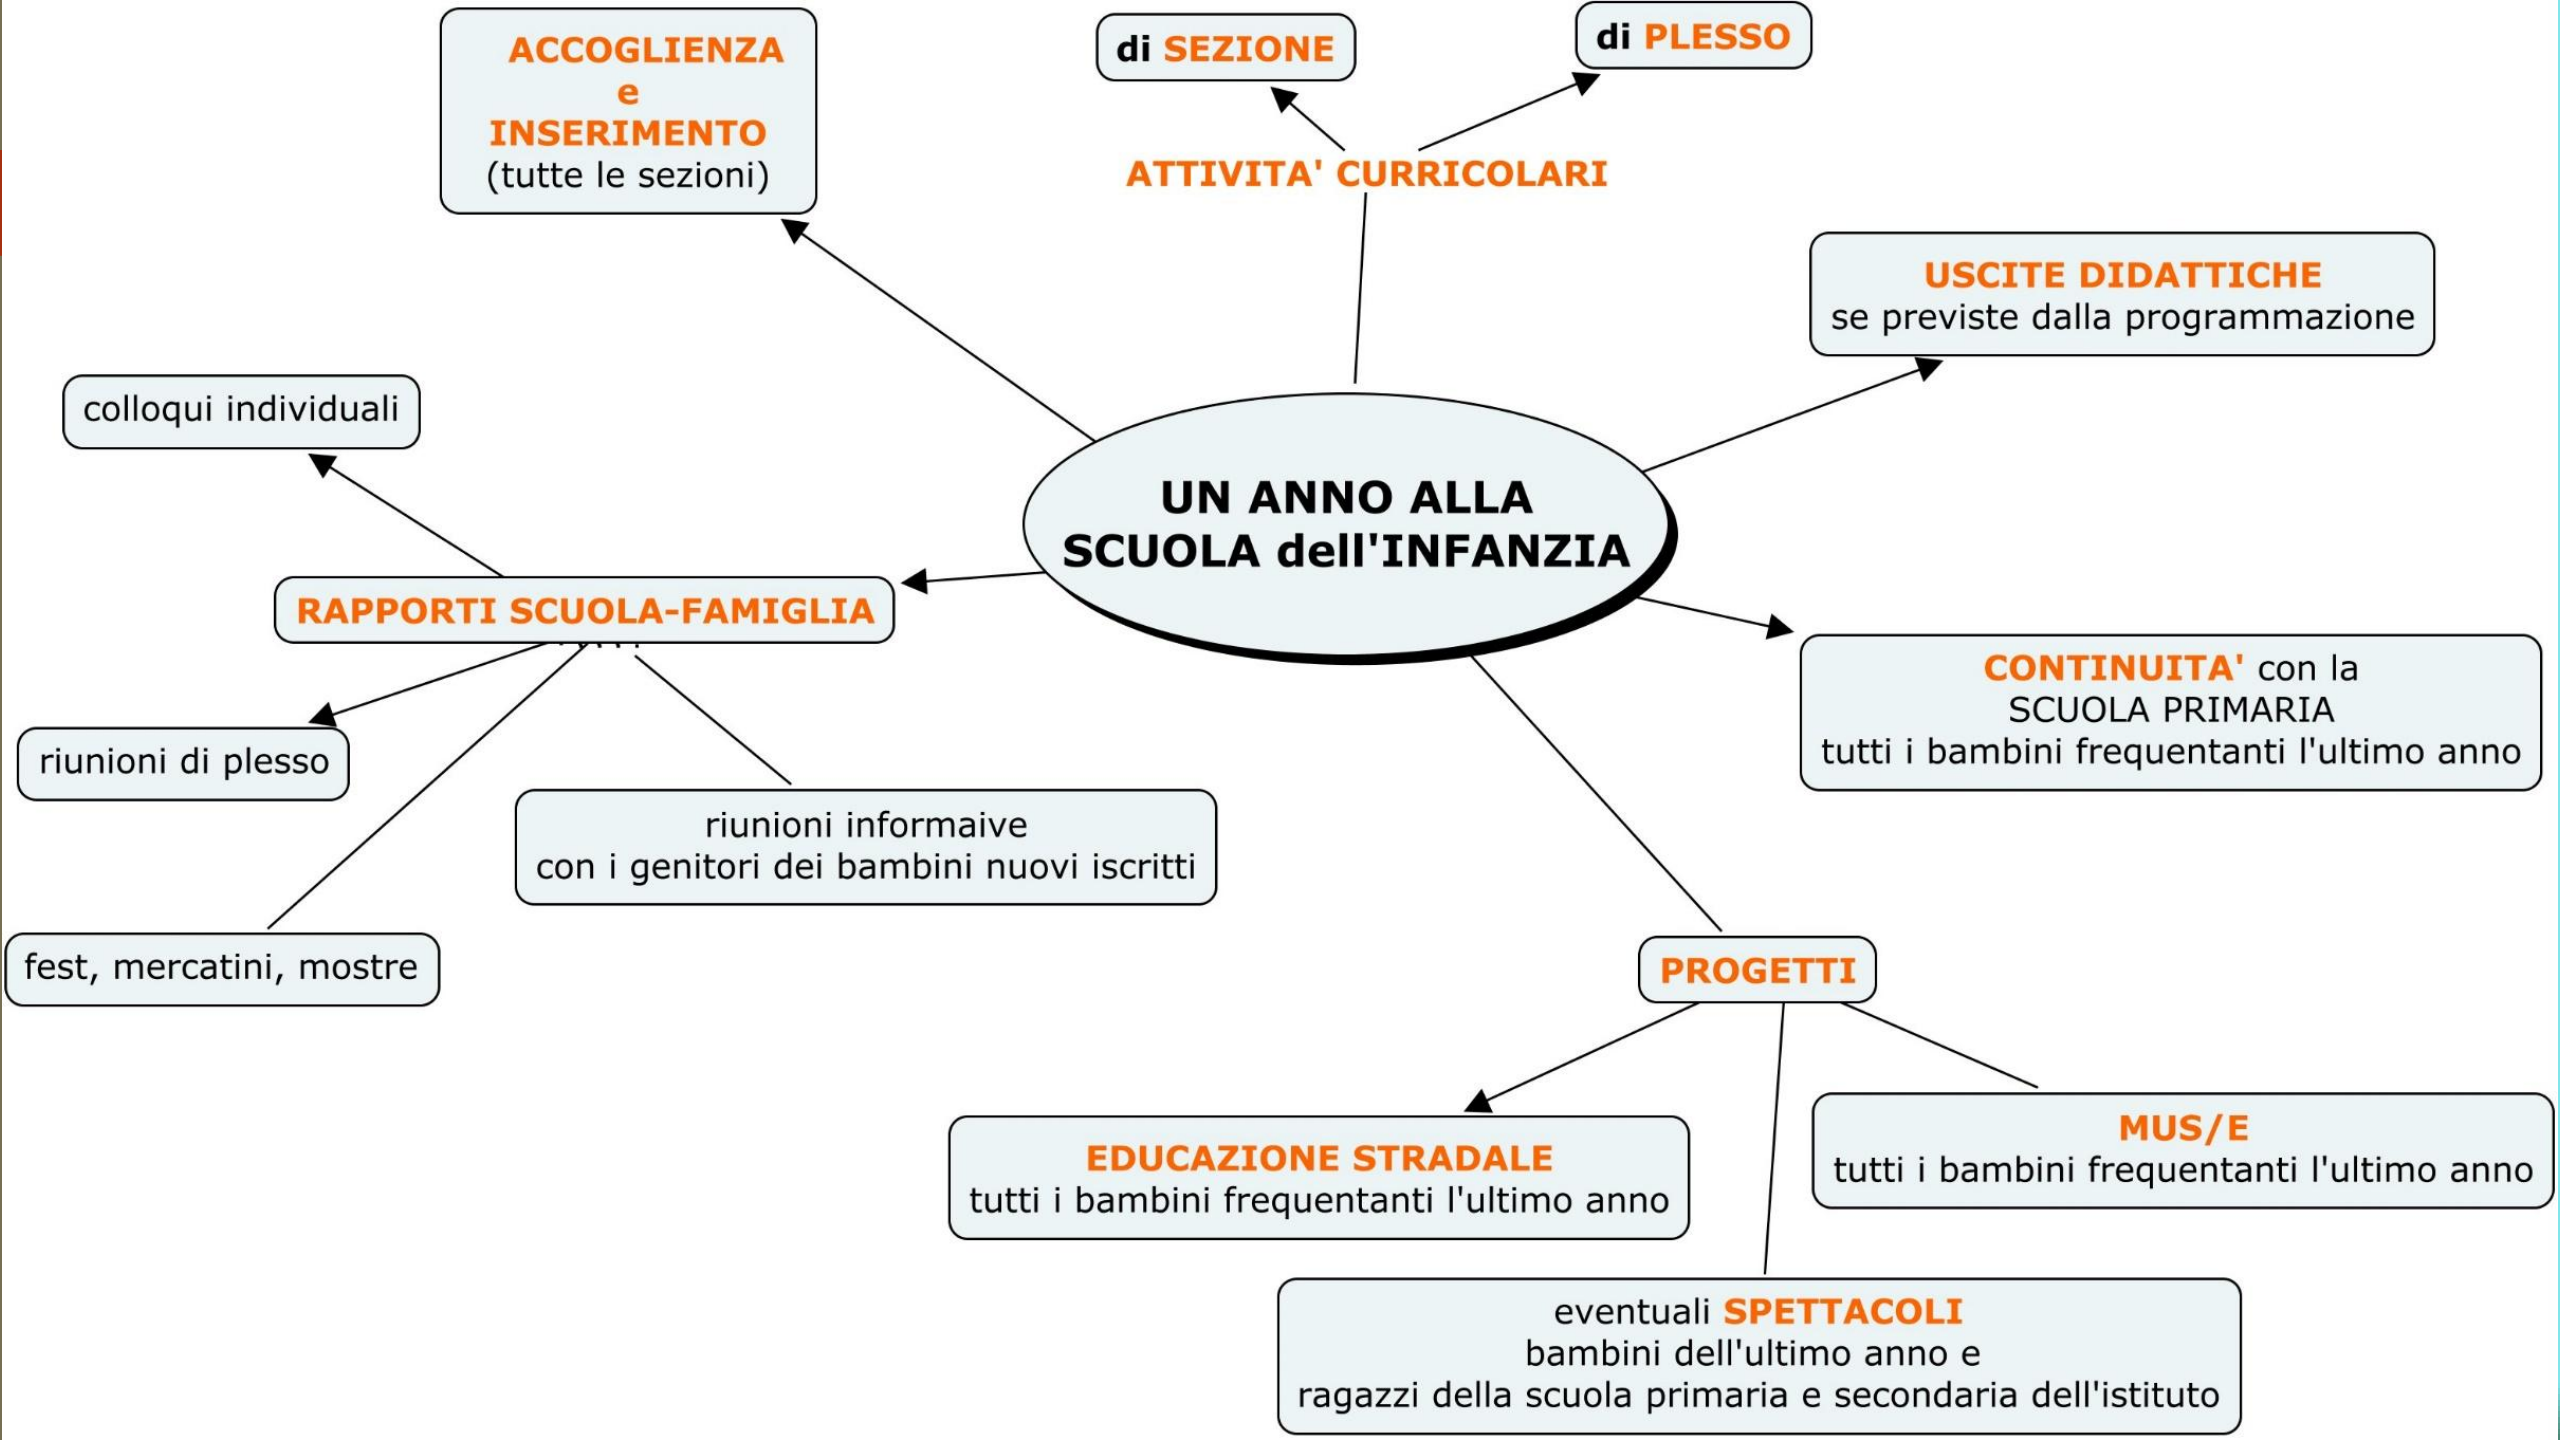 ACCOGLIENZA
e
INSERIMENTO
(tutte le sezioni)
di SEZIONE
di PLESSO
ATTIVITA' CURRICOLARI
USCITE DIDATTICHE
se previste dalla programmazione
colloqui individuali
UN ANNO ALLA
SCUOLA dell'INFANZIA
RAPPORTI SCUOLA-FAMIGLIA
CONTINUITA' con la
SCUOLA PRIMARIA
tutti i bambini frequentanti l'ultimo anno
riunioni di plesso
riunioni informaive
con i genitori dei bambini nuovi iscritti
fest, mercatini, mostre
PROGETTI
EDUCAZIONE STRADALE
tutti i bambini frequentanti l'ultimo anno
MUS/E
tutti i bambini frequentanti l'ultimo anno
eventuali SPETTACOLI
bambini dell'ultimo anno e
ragazzi della scuola primaria e secondaria dell'istituto